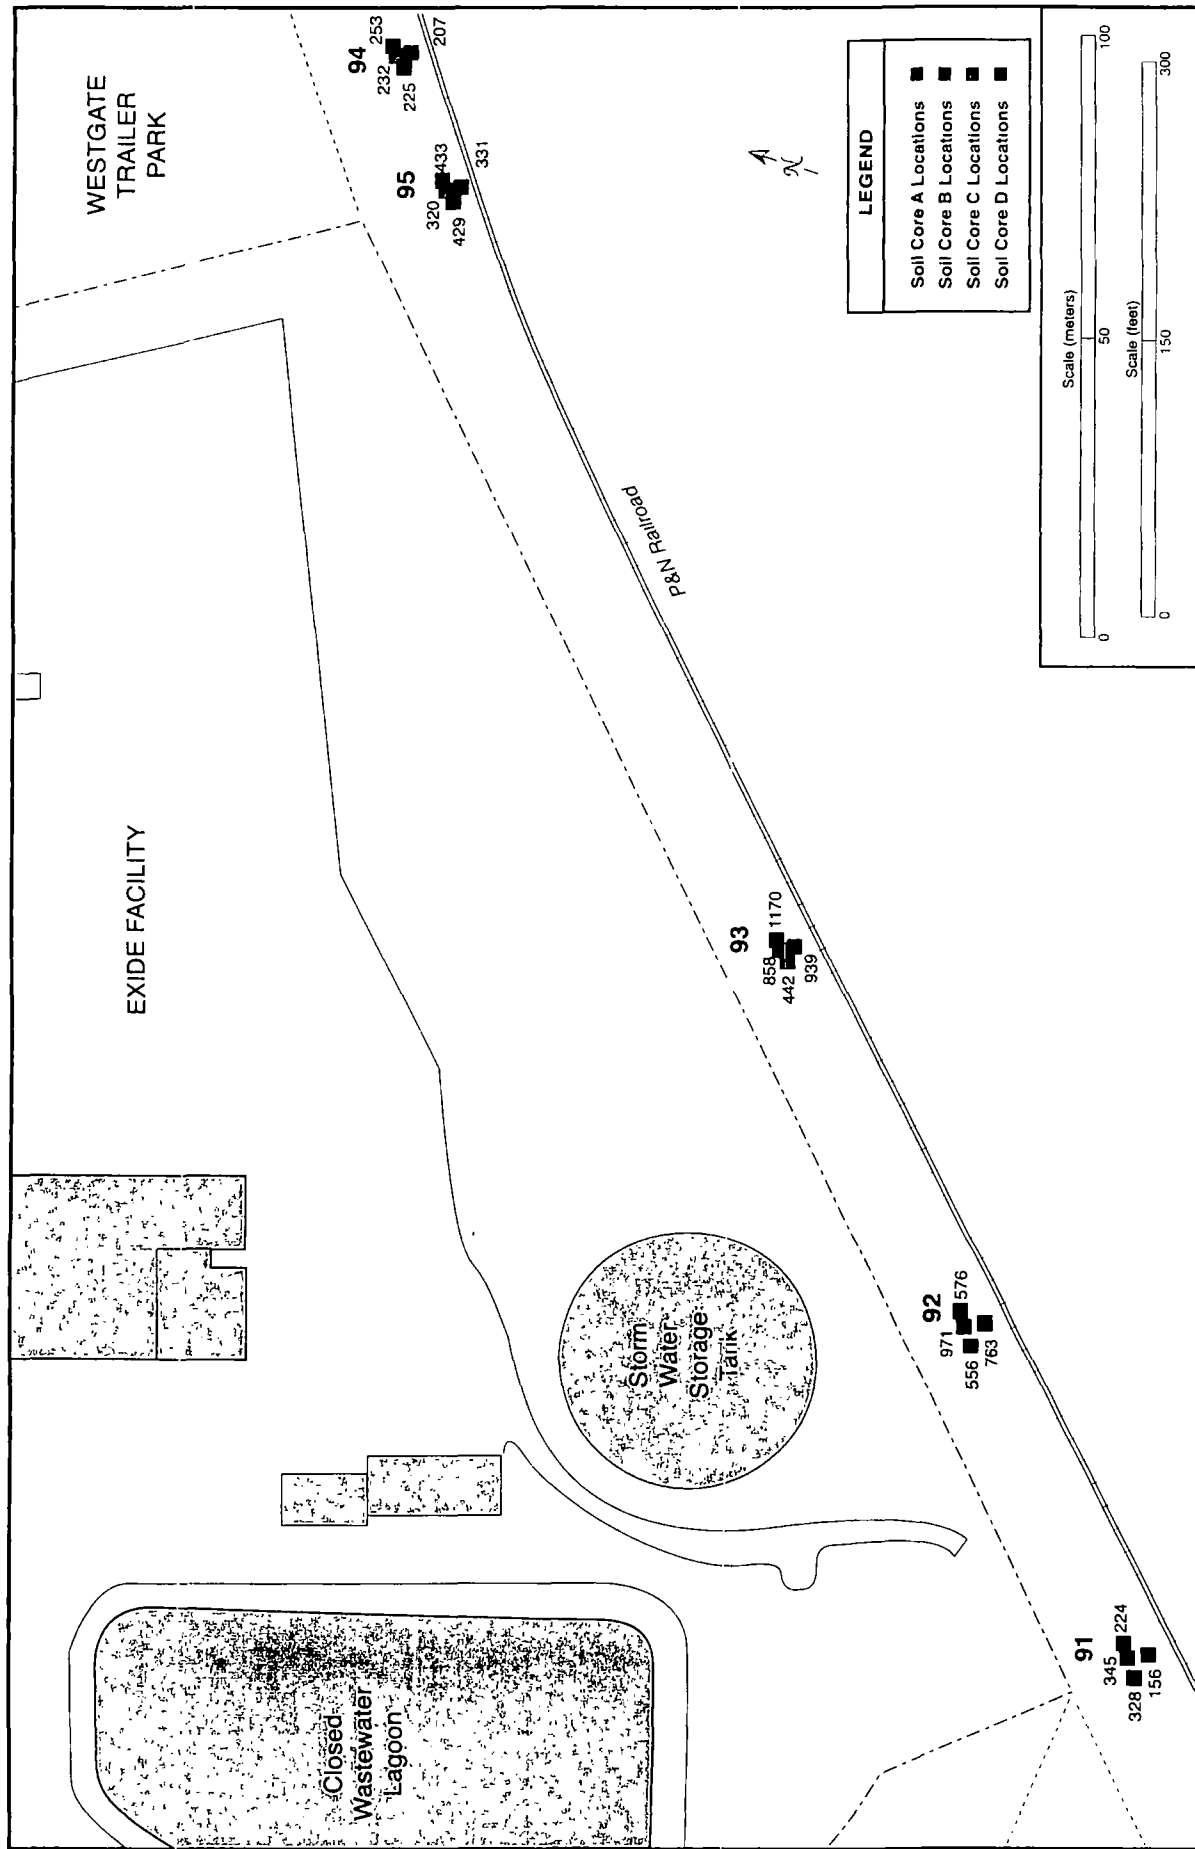 WESTGATE
TRAILER
PARK
EXIDE FACILITY
94
253
232
225
207
95
433
320
429
331
P&N Railroad
93
1170
858
442
939
92
576
971
556
763
91
224
345
328
156
Storm
Water
Storage
Tank
Closed
Wastewater
Lagoon
N
LEGEND
Soil Core A Locations
Soil Core B Locations
Soil Core C Locations
Soil Core D Locations
Scale (meters)
0 50 100
Scale (feet)
0 150 300